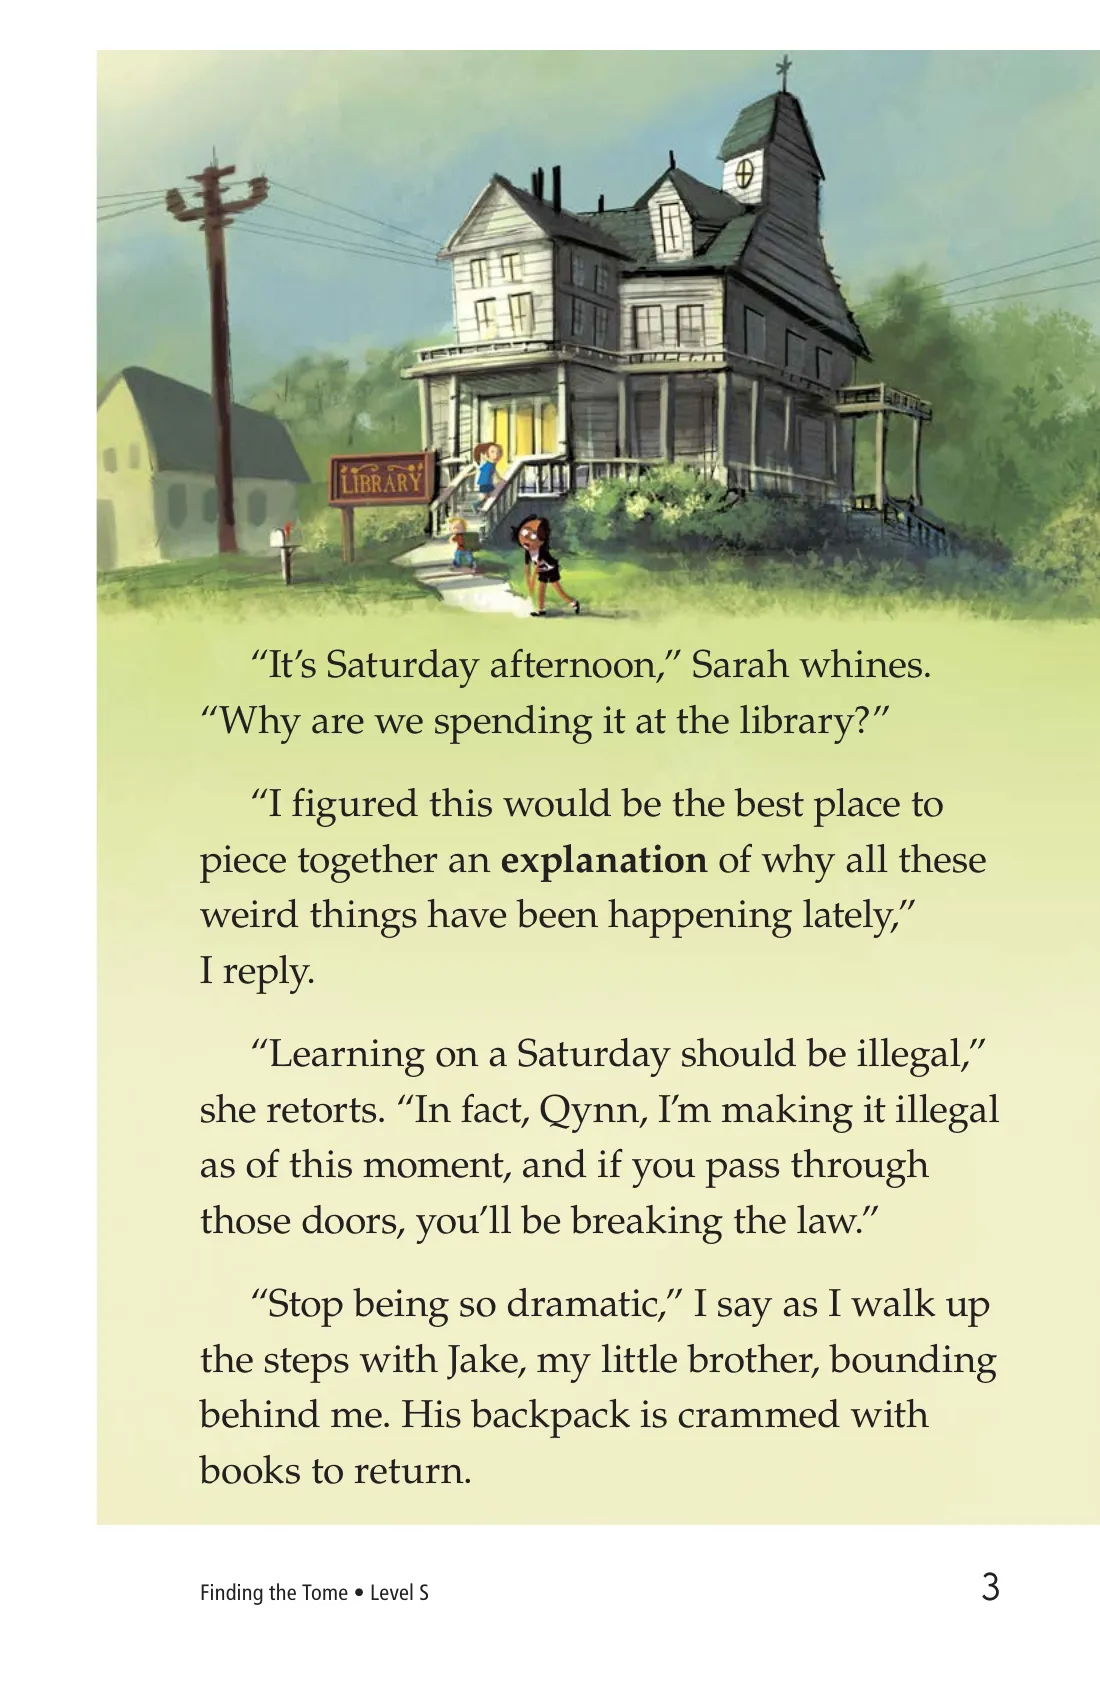 LIBRARY
“It’s Saturday afternoon,” Sarah whines.
“Why are we spending it at the library?”
“I figured this would be the best place to
piece together an explanation of why all these
weird things have been happening lately,”
I reply.
“Learning on a Saturday should be illegal,”
she retorts. “In fact, Qynn, I’m making it illegal
as of this moment, and if you pass through
those doors, you’ll be breaking the law.”
“Stop being so dramatic,” I say as I walk up
the steps with Jake, my little brother, bounding
behind me. His backpack is crammed with
books to return.
Finding the Tome • Level S
3